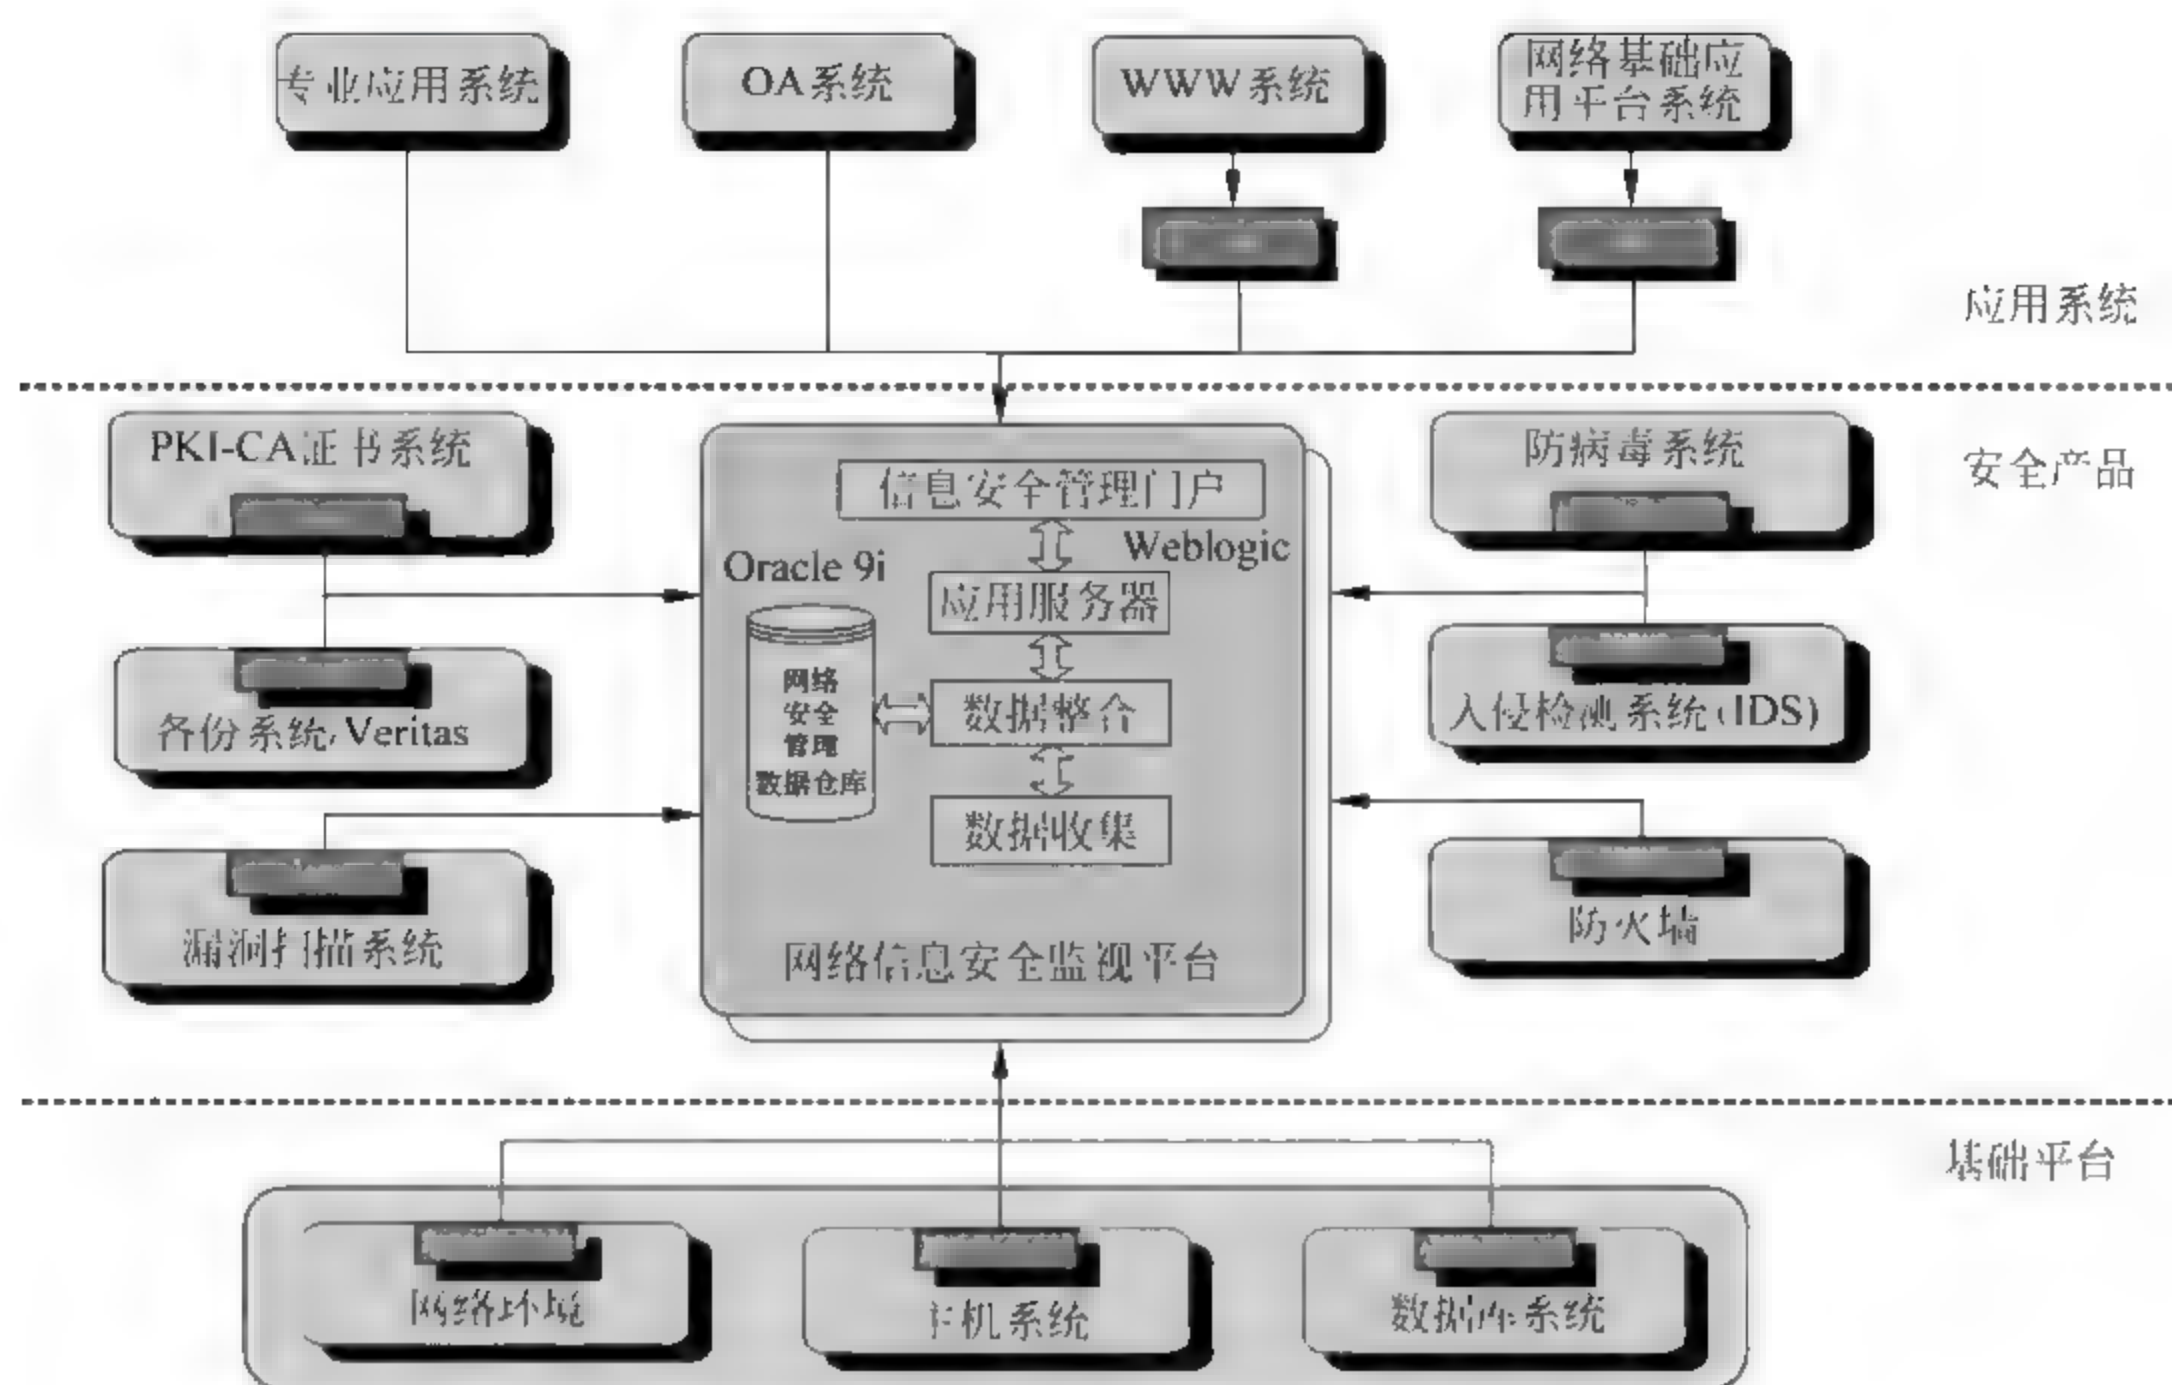 专业应用系统
OA系统
WWW系统
网络基础应
用平台系统
应用系统
PKI-CA证书系统
防病毒系统
安全产品
信息安全管理门户
Weblogic
Oracle 9i
应用服务器
网络
安全
管理
数据仓库
数据整合
数据收集
各份系统/Veritas
入侵检测系统(IDS)
漏洞扫描系统
防火墙
网络信息安全监视平台
基础平台
网络环境
主机系统
数据库系统